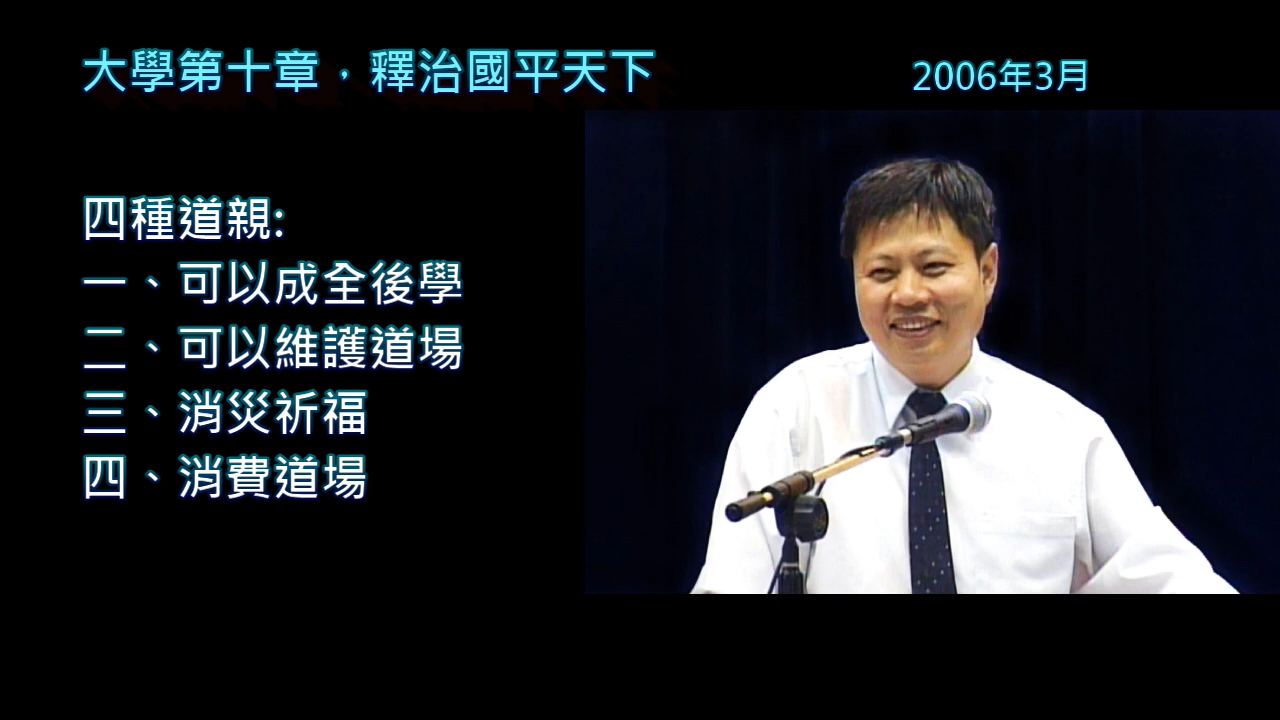 大學第十章，釋治國平天下
2006年3月
四種道親:
一、可以成全後學
二、可以維護道場
三、消災祈福
四、消費道場